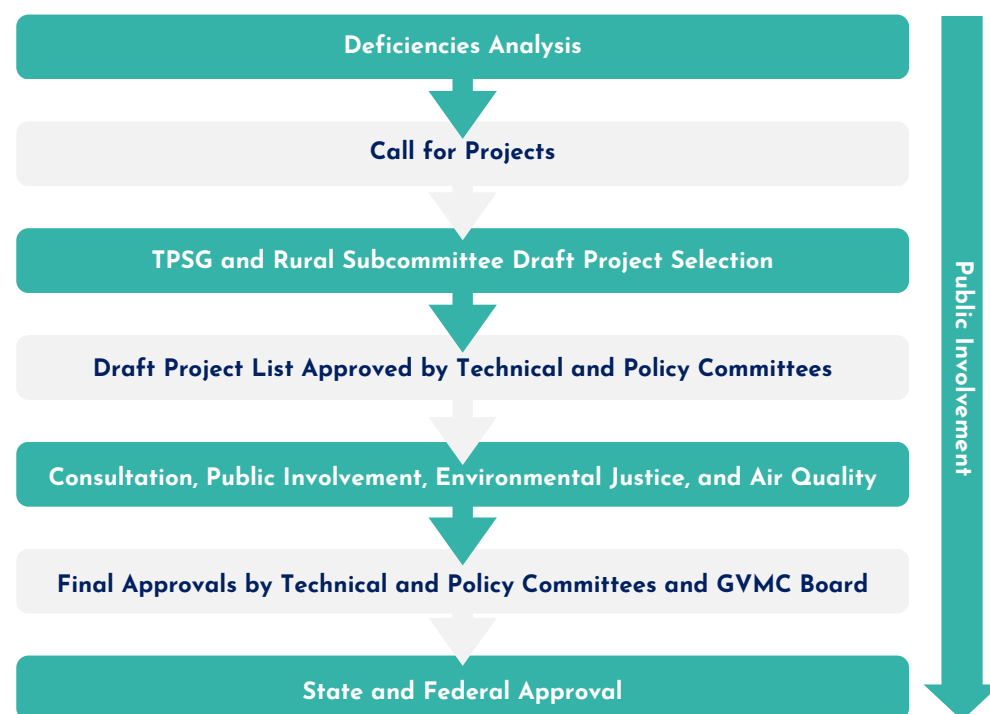 Deficiencies Analysis
Call for Projects
TPSG and Rural Subcommittee Draft Project Selection
Draft Project List Approved by Technical and Policy Committees
Consultation, Public Involvement, Environmental Justice, and Air Quality
Final Approvals by Technical and Policy Committees and GVMC Board
State and Federal Approval
Public Involvement